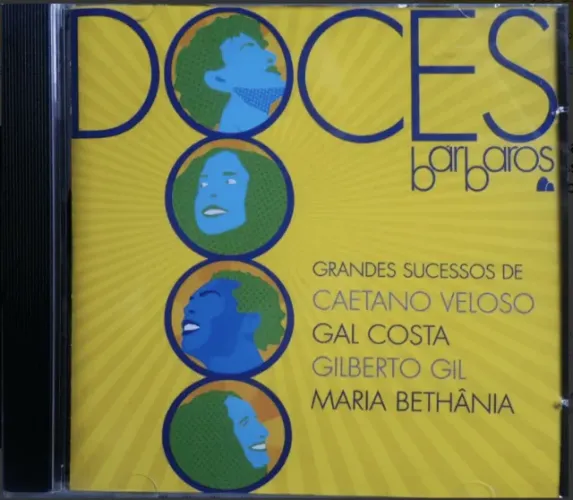 DOCES
bárbaros
GRANDES SUCESSOS DE
CAETANO VELOSO
GAL COSTA
GILBERTO GIL
MARIA BETHÂNIA